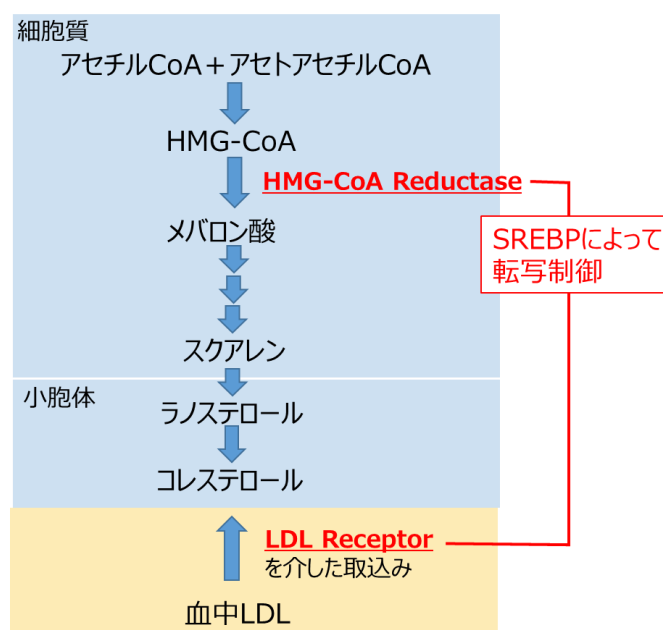 細胞質
アセチルCoA＋アセトアセチルCoA
HMG-CoA
HMG-CoA Reductase
メバロン酸
SREBPによって
転写制御
スクアレン
小胞体
ラノステロール
コレステロール
LDL Receptor
を介した取込み
血中LDL